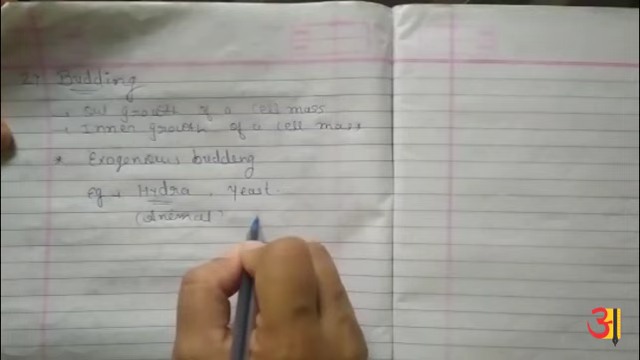 2) Budding
• Out growth of a cell mass
• Inner growth of a cell mass
* Exogenous budding
eg → Hydra , Yeast
(Animal)